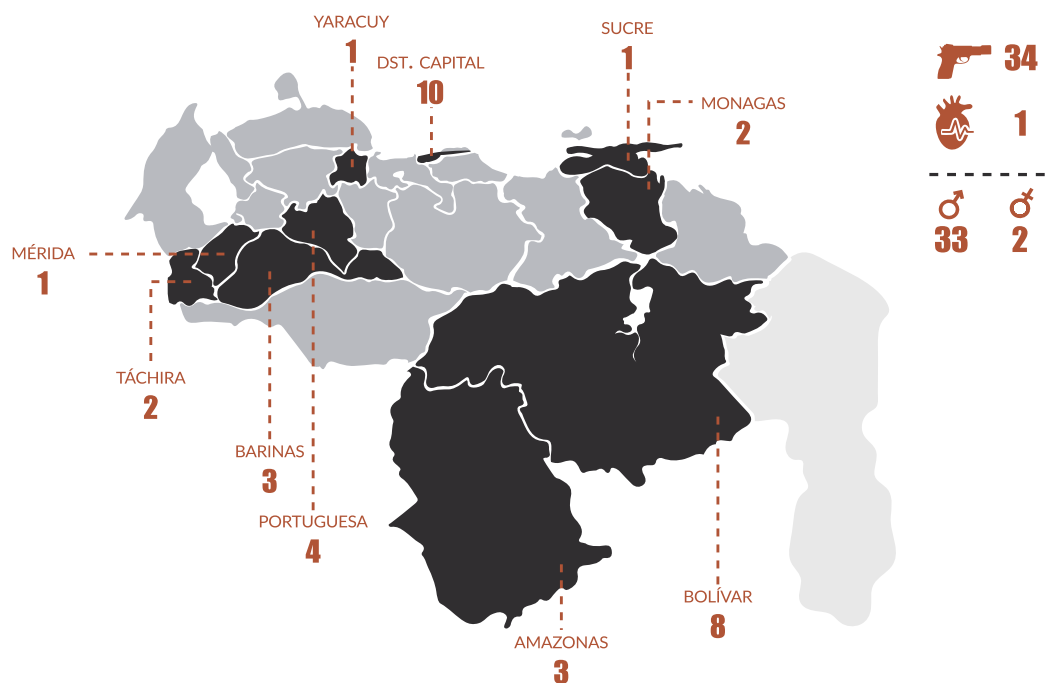 YARACUY
1
DST. CAPITAL
10
SUCRE
1
MONAGAS
2
34
1
33
2
MÉRIDA
1
TÁCHIRA
2
BARINAS
3
PORTUGUESA
4
BOLÍVAR
8
AMAZONAS
3